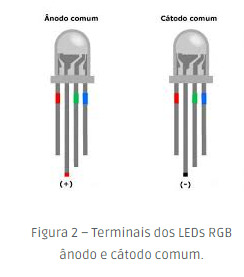 Ânodo comum
Cátodo comum
(+)
(-)
Figura 2 – Terminais dos LEDs RGB
ânodo e cátodo comum.